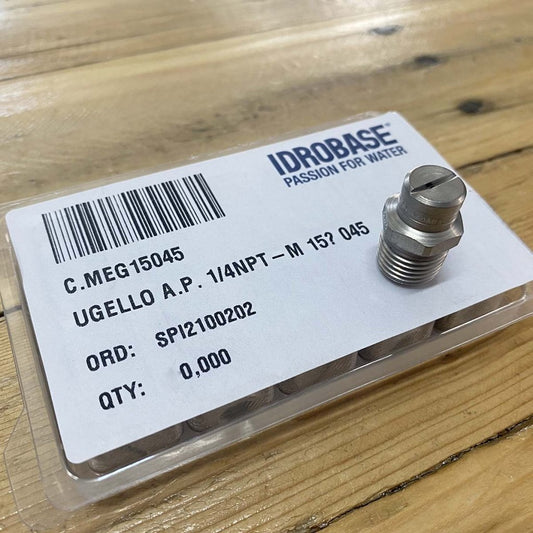 IDROBASE®
PASSION FOR WATER
C.MEG15045
UGELLO A.P. 1/4NPT-M 15? 045
ORD: SPI2100202
QTY: 0,000